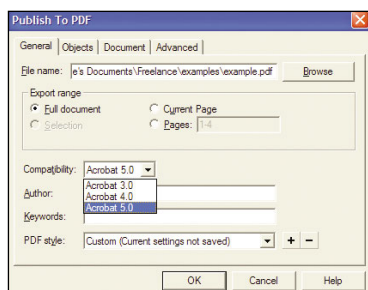 Publish To PDF
General Objects Document Advanced
File name: e's Documents\Freelance\examples\example.pdf Browse
Export range
Full document Current Page
Selection Pages: 1-4
Compatibility: Acrobat 5.0
Acrobat 3.0
Author: Acrobat 4.0
Acrobat 5.0
Keywords:
PDF style: Custom (Current settings not saved) + -
OK Cancel Help